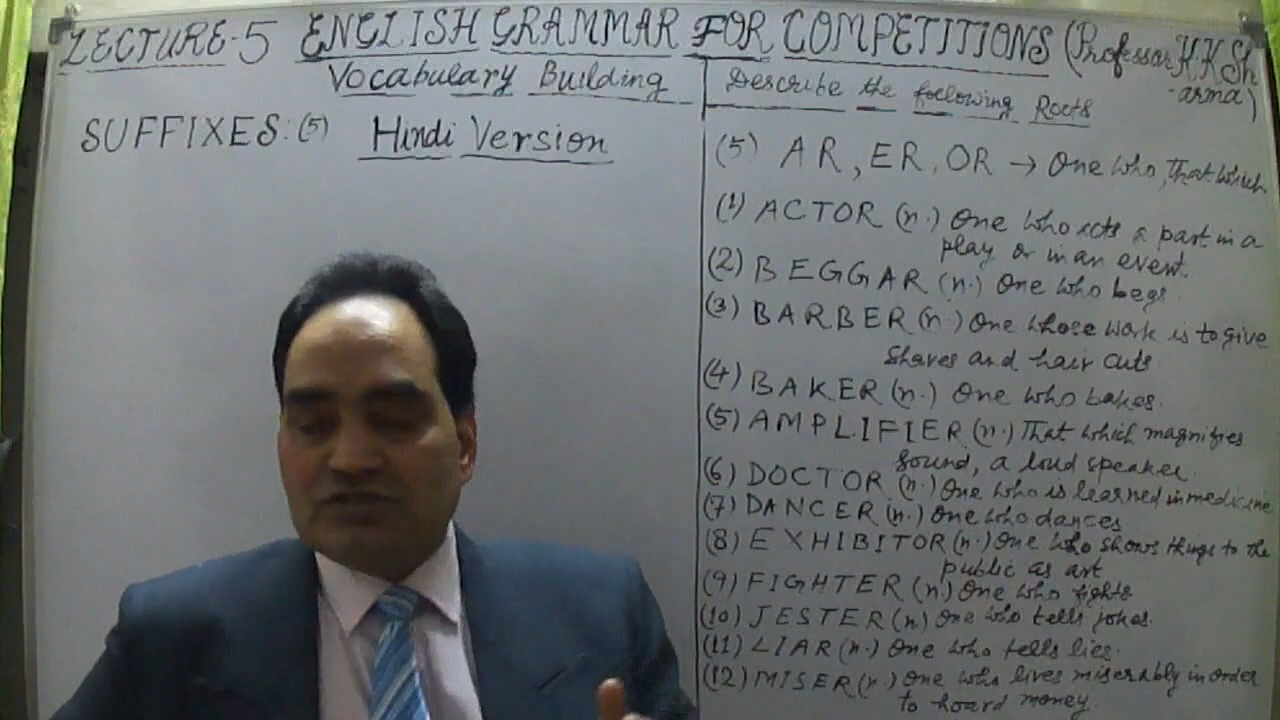 LECTURE-5 ENGLISH GRAMMAR FOR COMPETITIONS (Professor K.K Sh
arma)
Vocabulary Building
SUFFIXES: (5) Hindi Version
Describe the following Roots
(5) AR, ER, OR → One who, that which
(1) ACTOR (n.) One who acts a part in a
play or in an event.
(2) BEGGAR (n.) One who begs.
(3) BARBER (n) One whose work is to give
shaves and hair cuts
(4) BAKER (n.) One who bakes.
(5) AMPLIFIER (n.) That which magnifies
sound, a loud speaker.
(6) DOCTOR (n.) One who is learned in medicine
(7) DANCER (n.) One who dances
(8) EXHIBITOR (n.) One who shows things to the
public as art
(9) FIGHTER (n.) One who fights
(10) JESTER (n.) One who tells jokes.
(11) LIAR (n.) One who tells lies.
(12) MISER (n.) One who lives miserably in order
to hoard money.